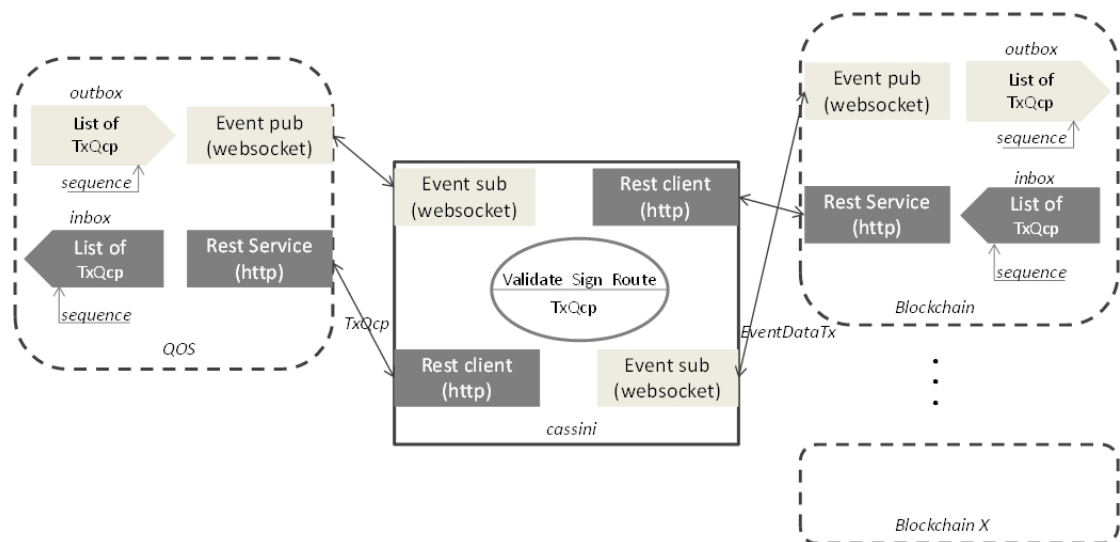 outbox
List of
TxQcp
sequence
Event pub
(websocket)
inbox
List of
TxQcp
sequence
Rest Service
(http)
QOS
TxQcp
Event sub
(websocket)
Rest client
(http)
Validate Sign Route
TxQcp
Rest client
(http)
Event sub
(websocket)
cassini
EventDataTx
Event pub
(websocket)
outbox
List of
TxQcp
sequence
Rest Service
(http)
inbox
List of
TxQcp
sequence
Blockchain
Blockchain X